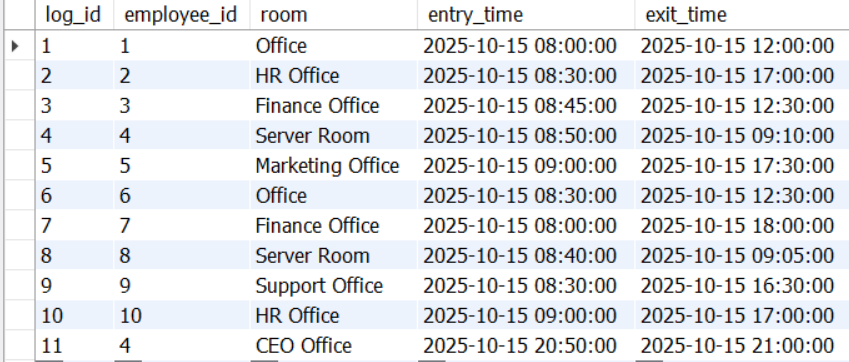 log_id employee_id room entry_time exit_time
1 1 Office 2025-10-15 08:00:00 2025-10-15 12:00:00
2 2 HR Office 2025-10-15 08:30:00 2025-10-15 17:00:00
3 3 Finance Office 2025-10-15 08:45:00 2025-10-15 12:30:00
4 4 Server Room 2025-10-15 08:50:00 2025-10-15 09:10:00
5 5 Marketing Office 2025-10-15 09:00:00 2025-10-15 17:30:00
6 6 Office 2025-10-15 08:30:00 2025-10-15 12:30:00
7 7 Finance Office 2025-10-15 08:00:00 2025-10-15 18:00:00
8 8 Server Room 2025-10-15 08:40:00 2025-10-15 09:05:00
9 9 Support Office 2025-10-15 08:30:00 2025-10-15 16:30:00
10 10 HR Office 2025-10-15 09:00:00 2025-10-15 17:00:00
11 4 CEO Office 2025-10-15 20:50:00 2025-10-15 21:00:00